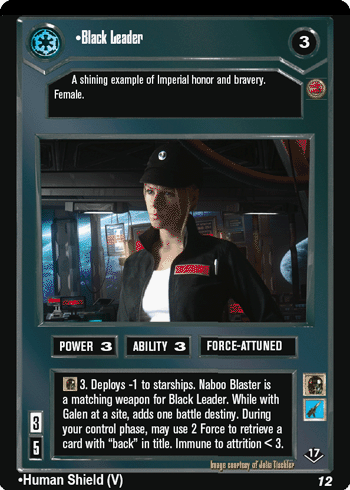 •Black Leader
3
A shining example of Imperial honor and bravery.
Female.
POWER 3
ABILITY 3
FORCE-ATTUNED
3. Deploys -1 to starships. Naboo Blaster is
a matching weapon for Black Leader. While with
Galen at a site, adds one battle destiny. During
your control phase, may use 2 Force to retrieve a
card with “back” in title. Immune to attrition < 3.
3
5
17
Image courtesy of John Tischler
•Human Shield (V)
12